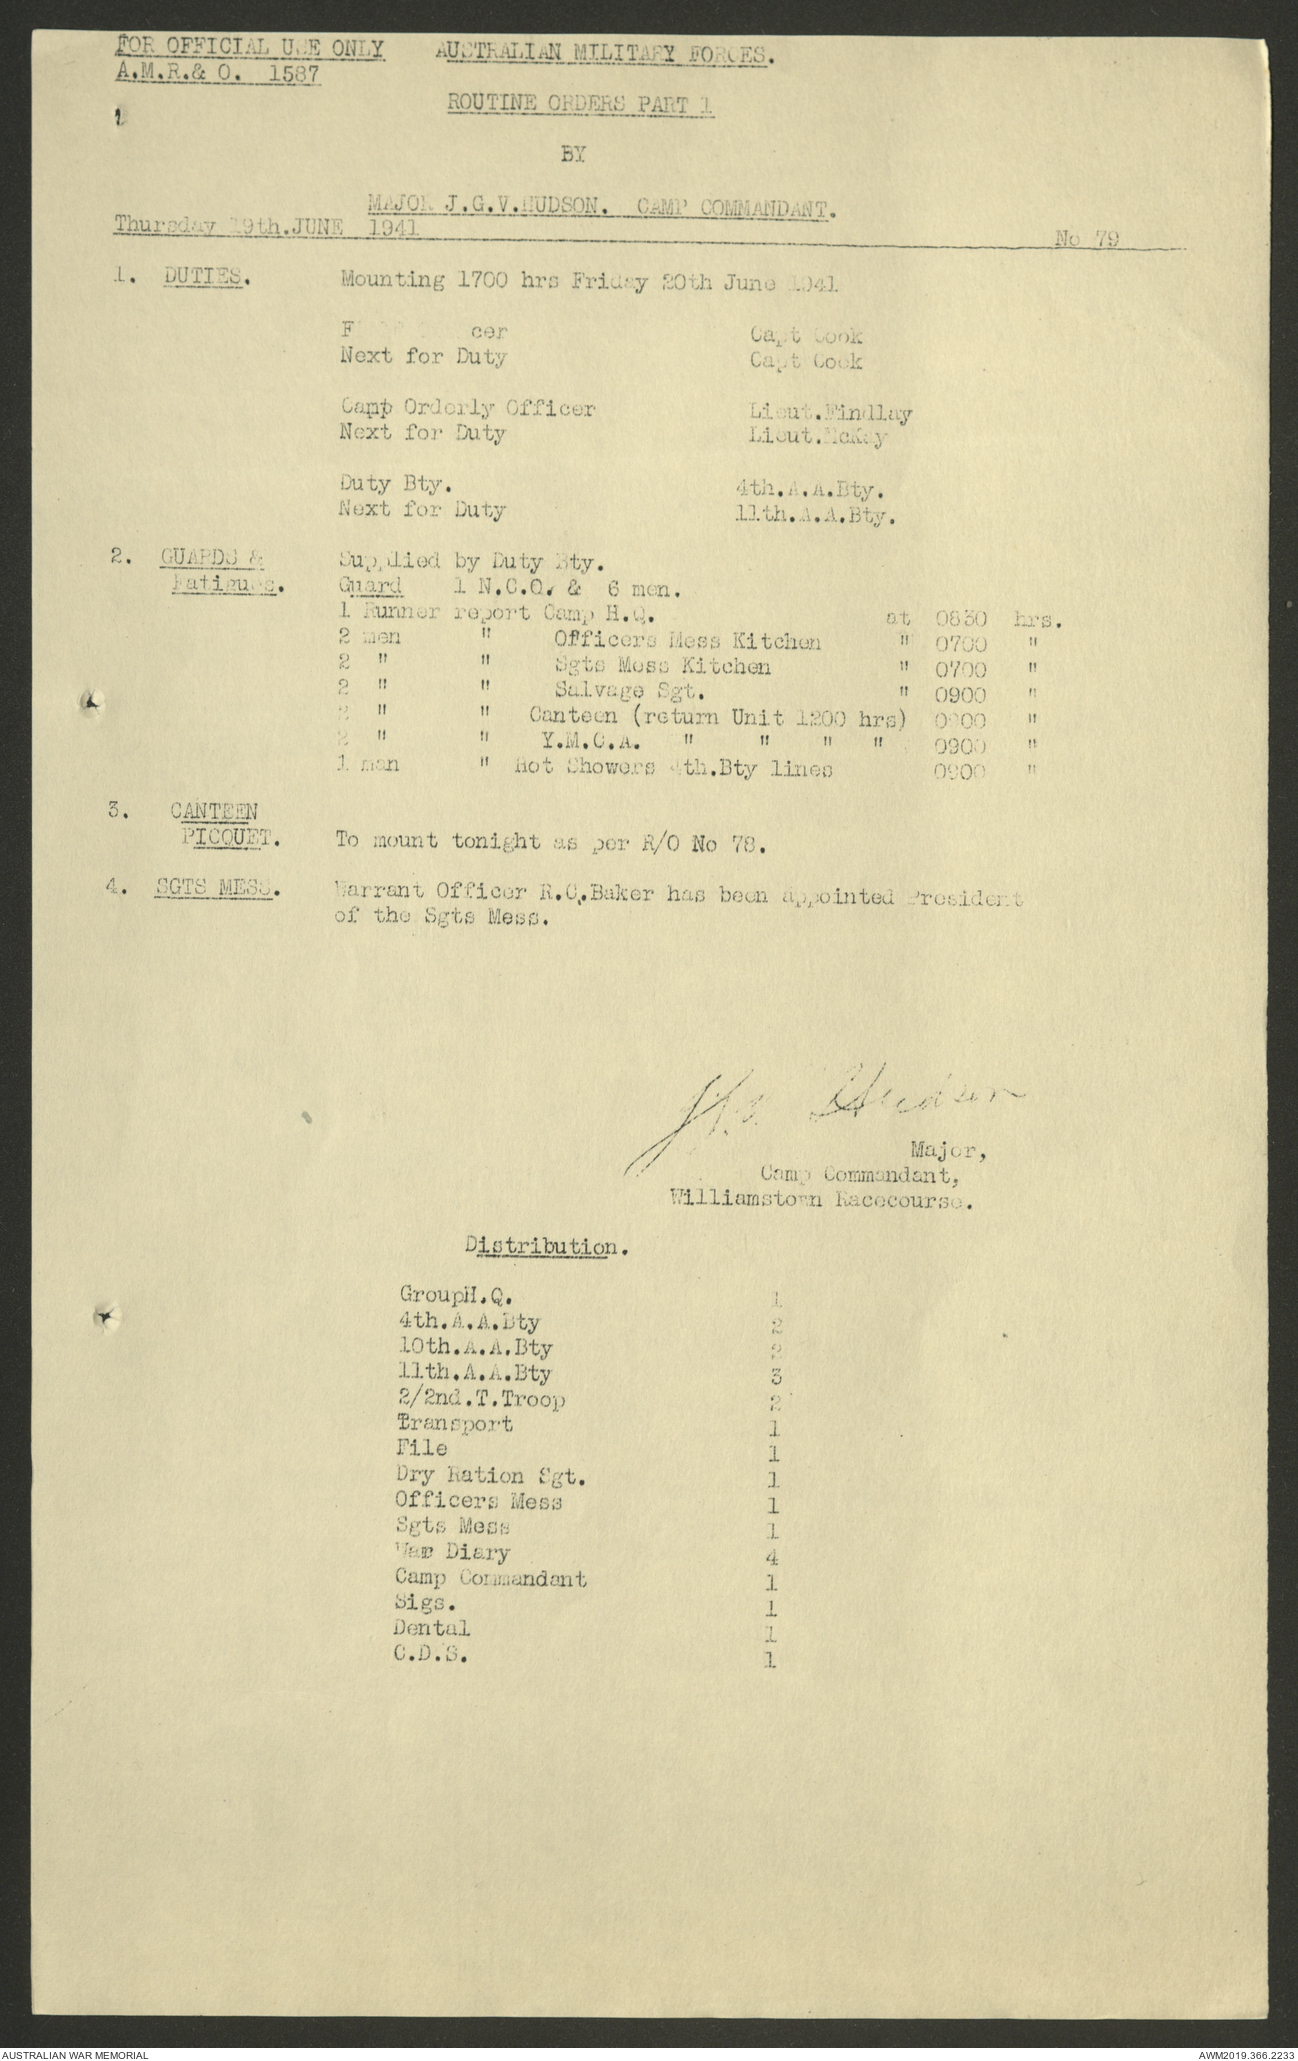 FOR OFFICIAL USE ONLY AUSTRALIAN MILITARY FORCES.
A.M.R.& O. 1587
ROUTINE ORDERS PART 1
BY
MAJOR J.G.V.HUDSON. CAMP COMMANDANT.
Thursday 19th.JUNE 1941 No 79
1. DUTIES. Mounting 1700 hrs Friday 20th June 1941
F cer Capt Cook
Next for Duty Capt Cook
Camp Orderly Officer Lieut.Findlay
Next for Duty Lieut.McKay
Duty Bty. 4th.A.A.Bty.
Next for Duty 11th.A.A.Bty.
2. GUARDS & Supplied by Duty Bty.
Fatigues. Guard 1 N.C.O. & 6 men.
1 Runner report Camp H.Q. at 0830 hrs.
2 men " Officers Mess Kitchen " 0700 "
2 " " Sgts Mess Kitchen " 0700 "
2 " " Salvage Sgt. " 0900 "
2 " " Canteen (return Unit 1200 hrs) 0900 "
2 " " Y.M.C.A. " " " " 0900 "
1 man " Hot Showers 4th.Bty lines 0900 "
3. CANTEEN
PICQUET. To mount tonight as per R/O No 78.
4. SGTS MESS. Warrant Officer R.C.Baker has been appointed President
of the Sgts Mess.
J.G.V. Hudson
Major,
Camp Commandant,
Williamstown Racecourse.
Distribution.
GroupH.Q. 1
4th.A.A.Bty 2
10th.A.A.Bty 2
11th.A.A.Bty 3
2/2nd.T.Troop 2
Transport 1
File 1
Dry Ration Sgt. 1
Officers Mess 1
Sgts Mess 1
War Diary 4
Camp Commandant 1
Sigs. 1
Dental 1
C.D.S. 1
AUSTRALIAN WAR MEMORIAL AWM2019.366.2233